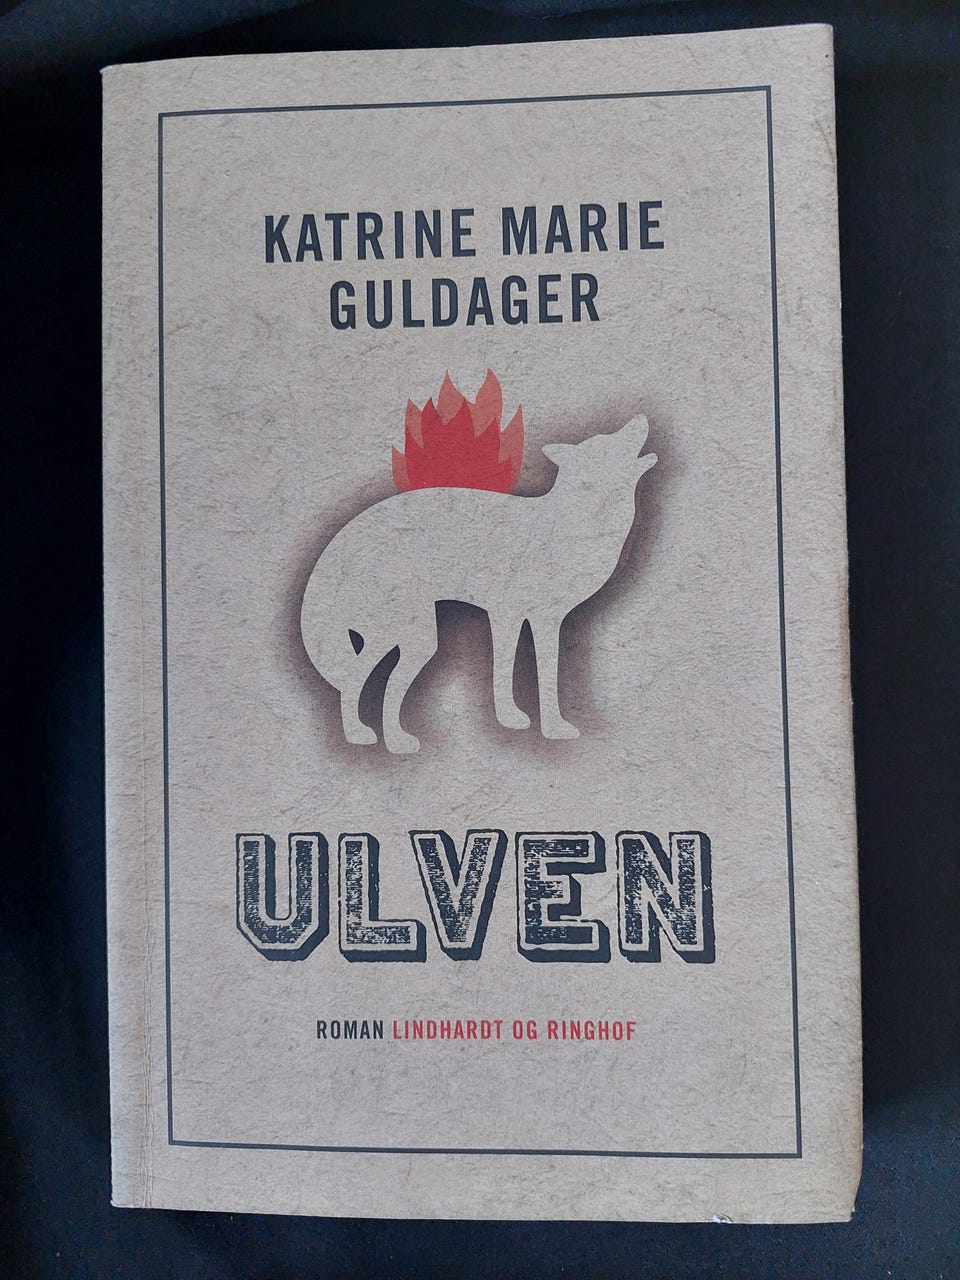 KATRINE MARIE
GULDAGER
ULVEN
ROMAN LINDHARDT OG RINGHOF